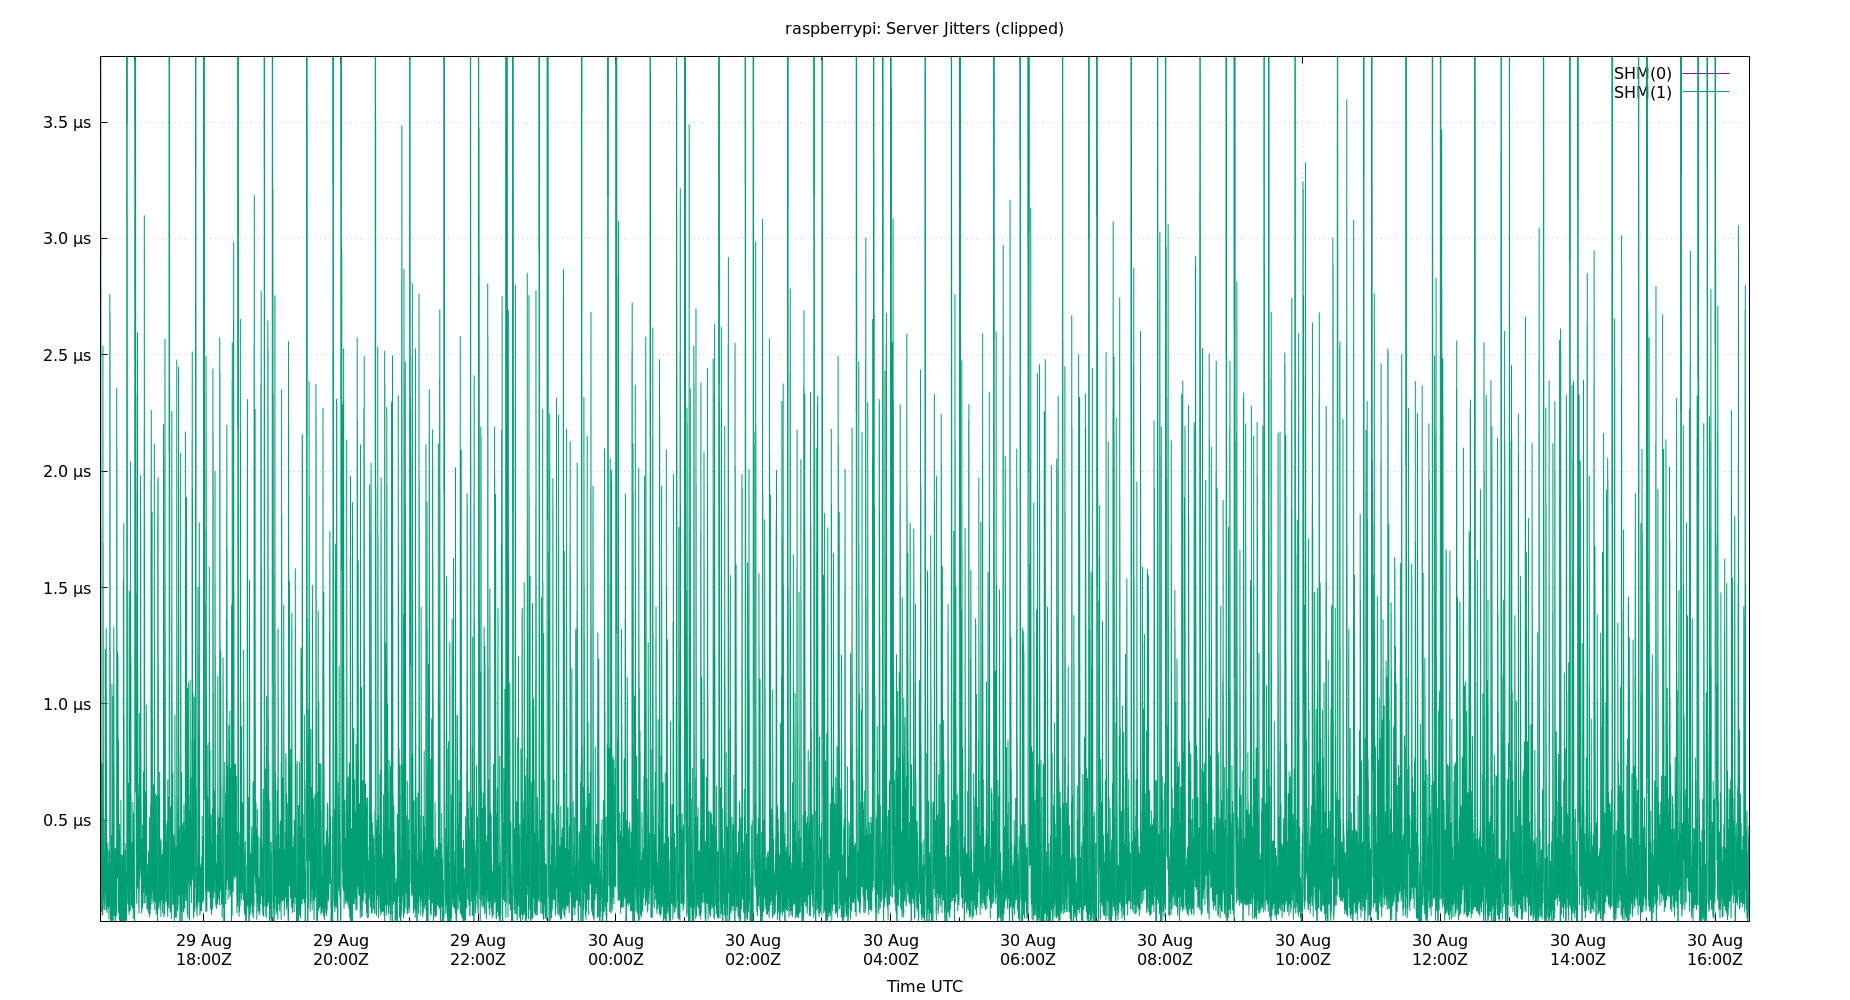 raspberrypi: Server Jitters (clipped)
SHM(0)
SHM(1)
3.5 µs
3.0 µs
2.5 µs
2.0 µs
1.5 µs
1.0 µs
0.5 µs
29 Aug 29 Aug 29 Aug 30 Aug 30 Aug 30 Aug 30 Aug 30 Aug 30 Aug 30 Aug 30 Aug 30 Aug
18:00Z 20:00Z 22:00Z 00:00Z 02:00Z 04:00Z 06:00Z 08:00Z 10:00Z 12:00Z 14:00Z 16:00Z
Time UTC